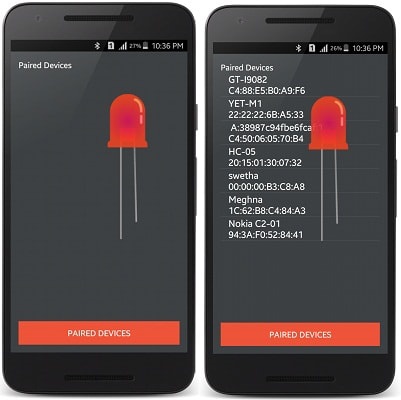 27% 10:36 PM
Paired Devices
PAIRED DEVICES
26% 10:36 PM
Paired Devices
GT-I9082
C4:88:E5:B0:A9:F6
YET-M1
22:22:22:6B:A5:33
A:38987c94fbe6fca
C4:50:06:05:70:B4
HC-05
20:15:01:30:07:32
swetha
00:00:00:B3:C8:A8
Meghna
1C:62:B8:C4:84:A3
Nokia C2-01
94:3A:F0:52:84:41
PAIRED DEVICES